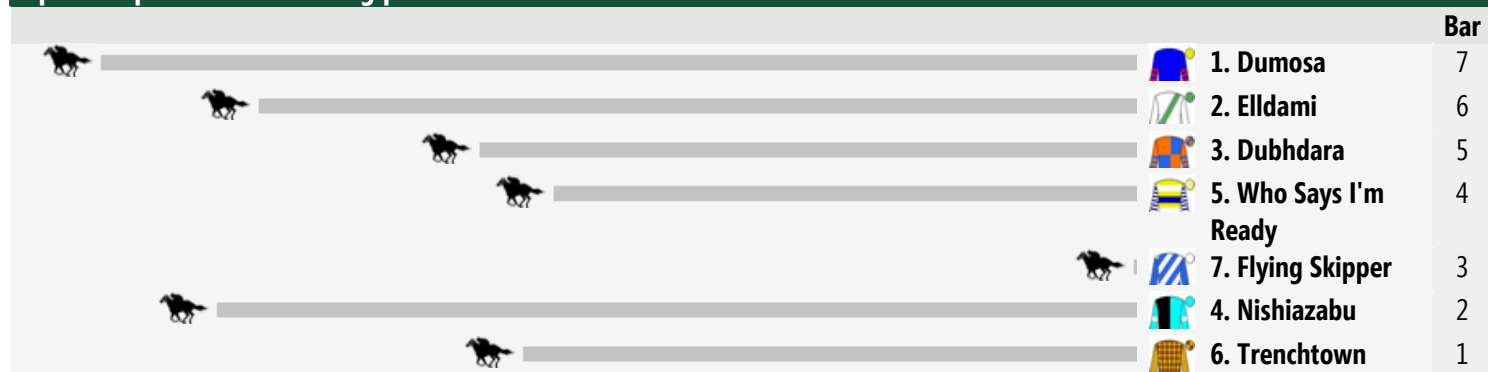 Bar
1. Dumosa 7
2. Elldami 6
3. Dubhdara 5
5. Who Says I'm 4
Ready
7. Flying Skipper 3
4. Nishiazabu 2
6. Trenchtown 1